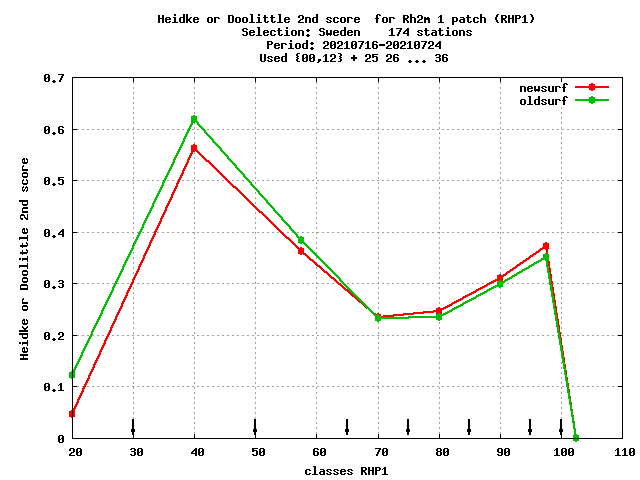 Heidke or Doolittle 2nd score  for Rh2m 1 patch (RHP1)
Selection: Sweden    174 stations
Period: 20210716-20210724
Used {00,12} + 25 26 ... 36
newsurf
oldsurf
Heidke or Doolittle 2nd score
0.7
0.6
0.5
0.4
0.3
0.2
0.1
0
20 30 40 50 60 70 80 90 100 110
classes RHP1